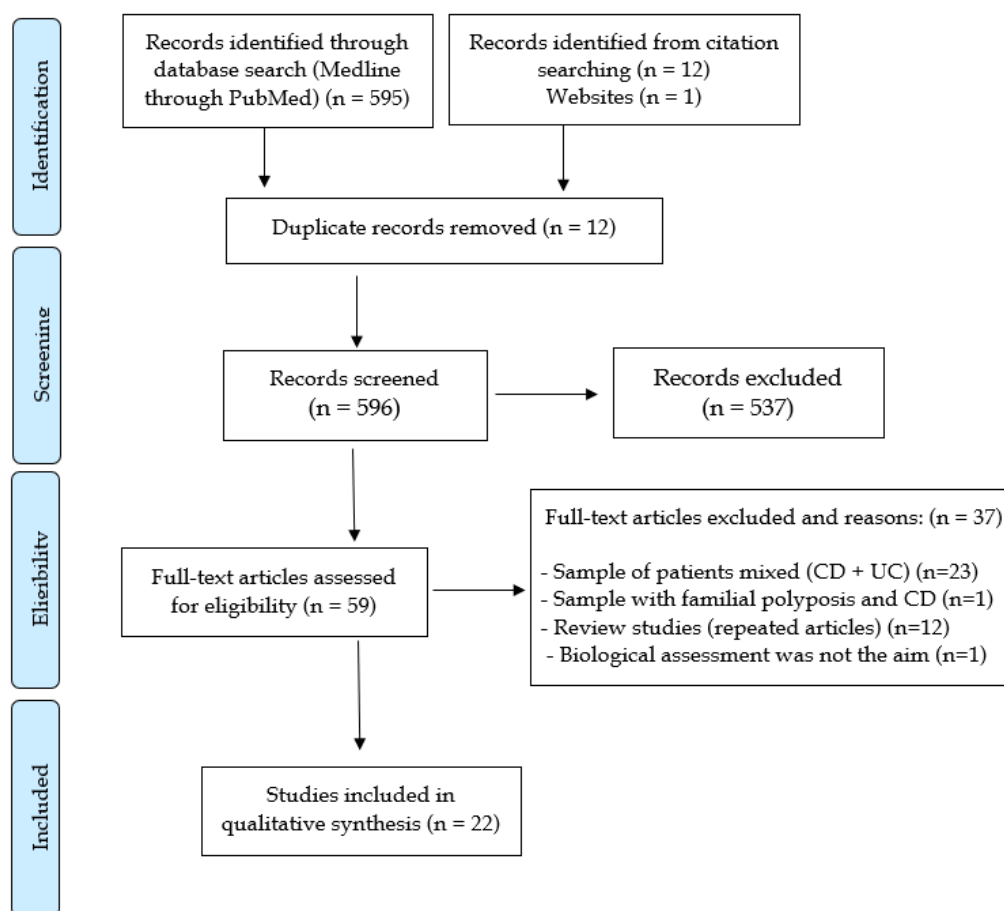 Identification
Records identified through
database search (Medline
through PubMed) (n = 595)
Records identified from citation
searching (n = 12)
Websites (n = 1)
Duplicate records removed (n = 12)
Screening
Records screened
(n = 596)
Records excluded
(n = 537)
Eligibility
Full-text articles assessed
for eligibility (n = 59)
Full-text articles excluded and reasons: (n = 37)
- Sample of patients mixed (CD + UC) (n=23)
- Sample with familial polyposis and CD (n=1)
- Review studies (repeated articles) (n=12)
- Biological assessment was not the aim (n=1)
Included
Studies included in
qualitative synthesis (n = 22)